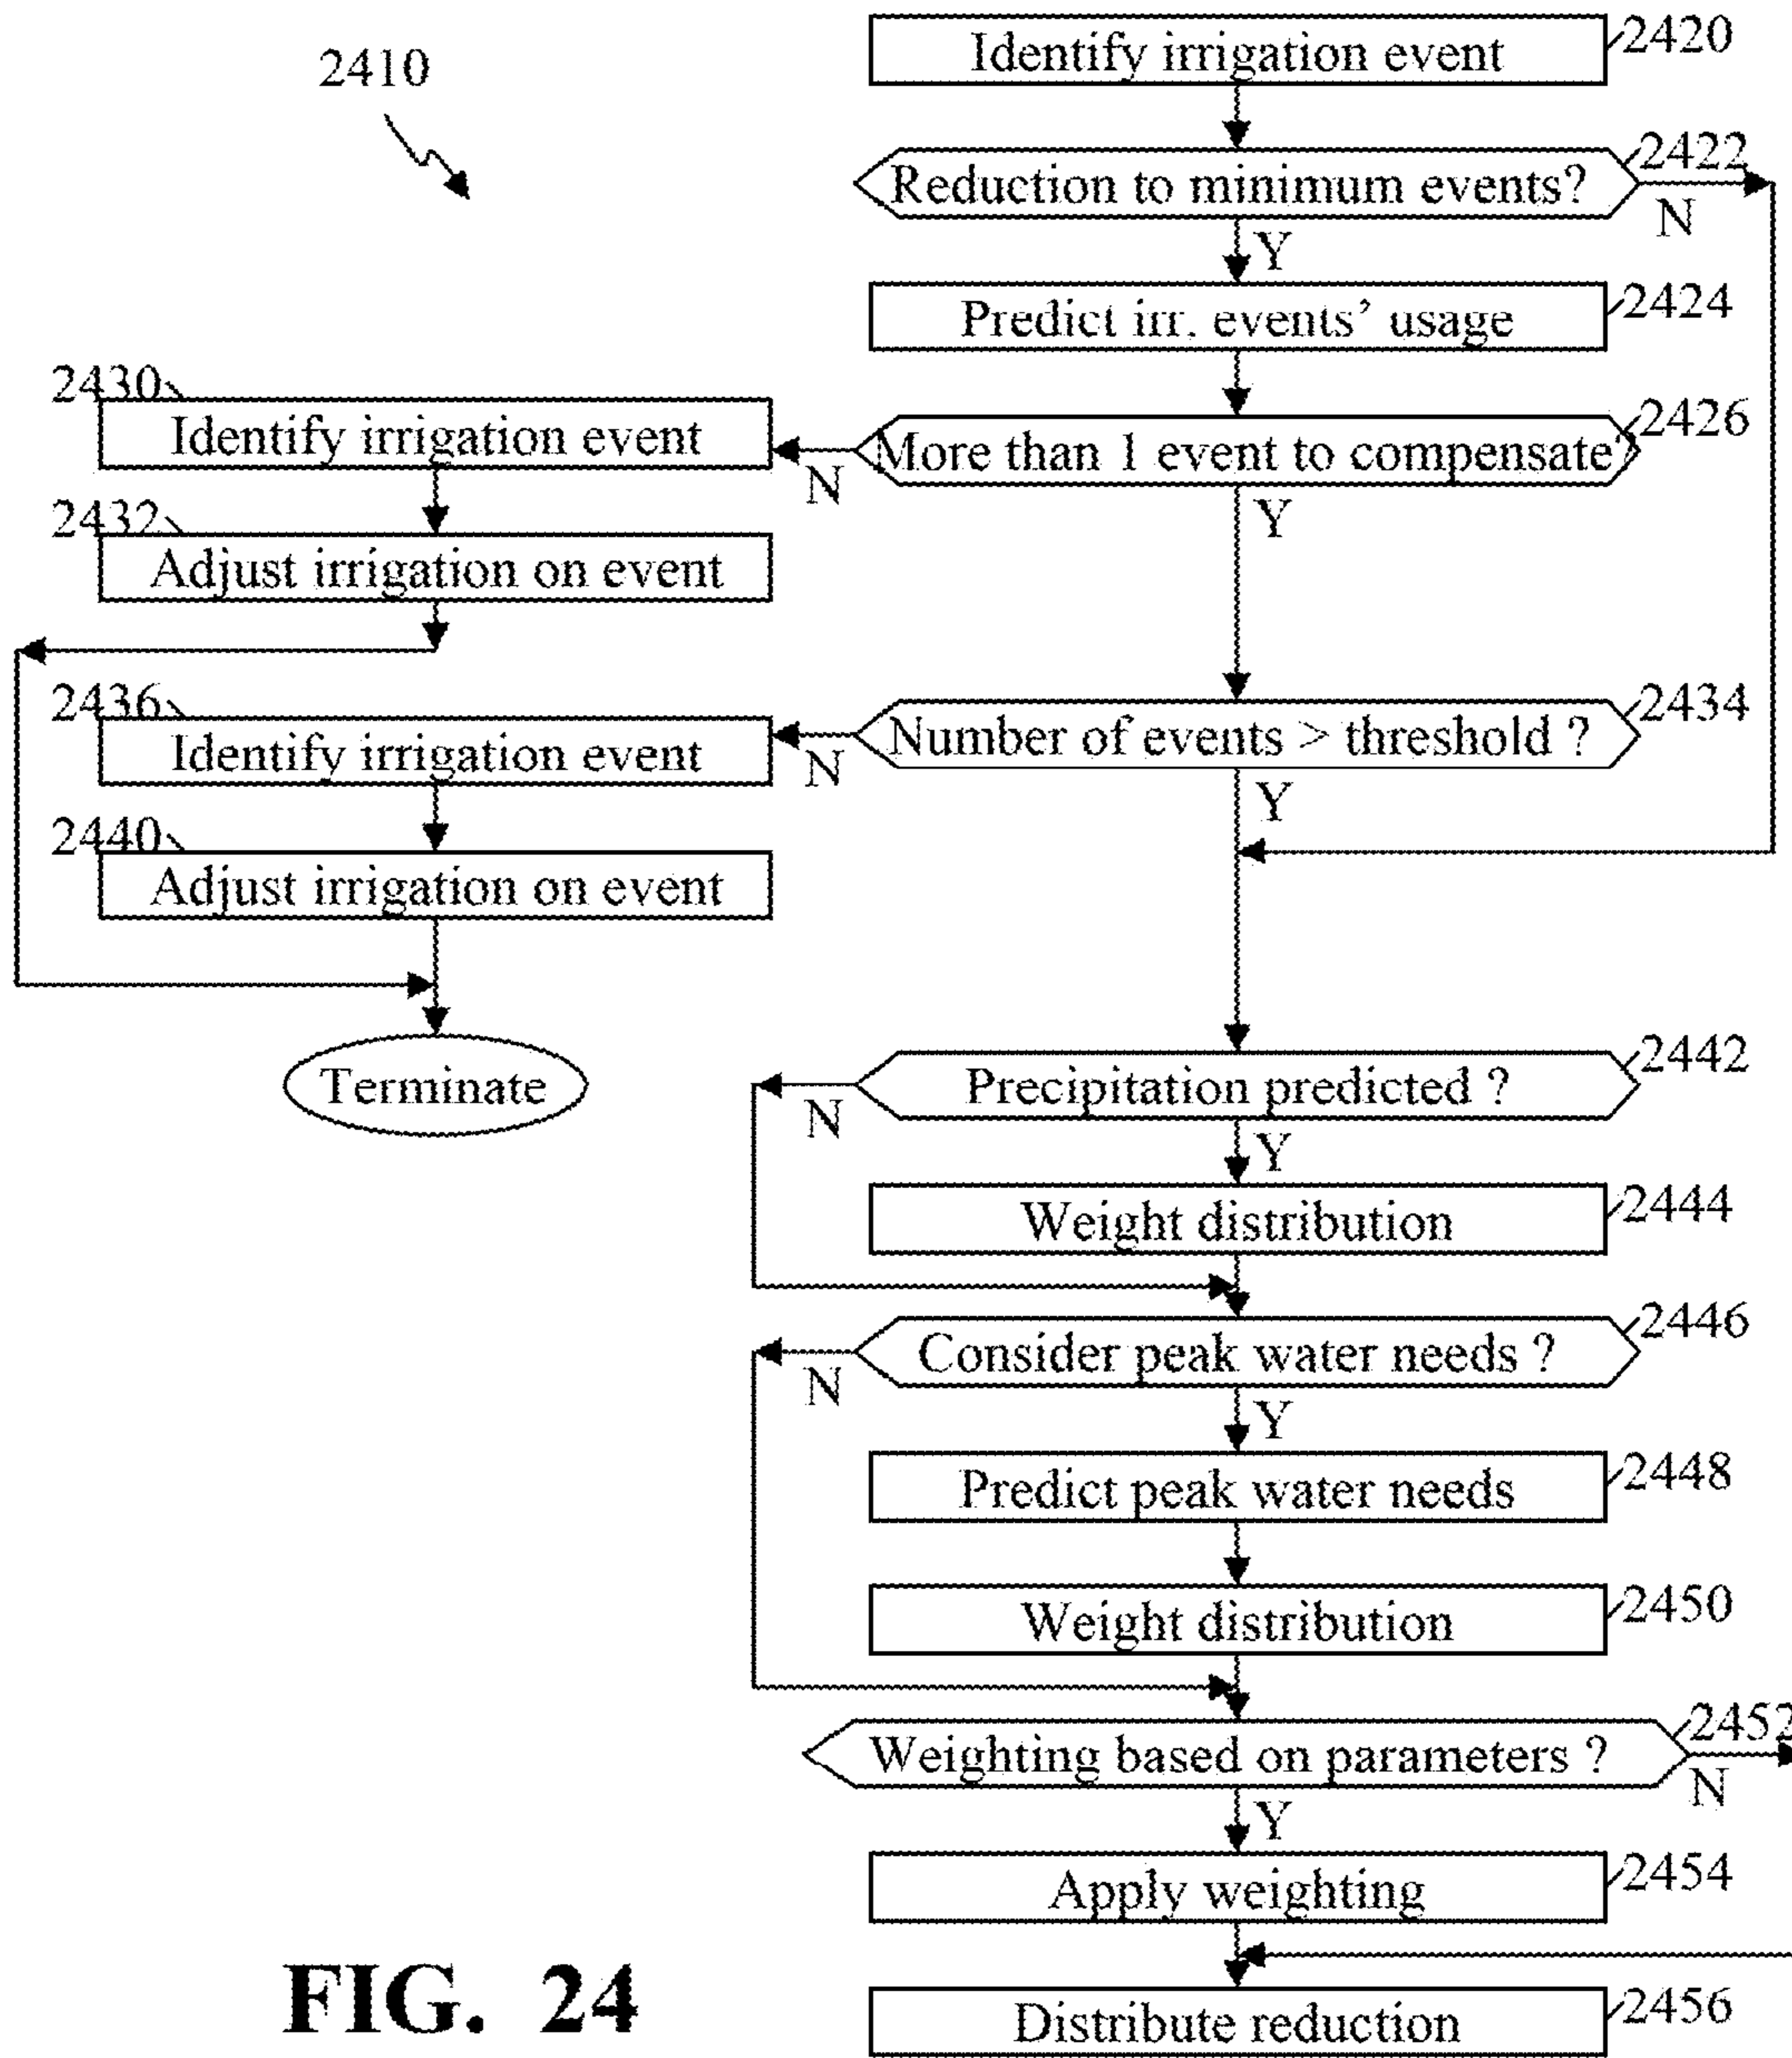 2410
Identify irrigation event
2420
Reduction to minimum events?
2422
N
Y
Predict irr. events’ usage
2424
More than 1 event to compensate?
2426
N
Y
2430
Identify irrigation event
2432
Adjust irrigation on event
Number of events > threshold ?
2434
N
Y
2436
Identify irrigation event
2440
Adjust irrigation on event
Terminate
Precipitation predicted ?
2442
N
Y
Weight distribution
2444
Consider peak water needs ?
2446
N
Y
Predict peak water needs
2448
Weight distribution
2450
Weighting based on parameters ?
2452
N
Y
Apply weighting
2454
Distribute reduction
2456
FIG. 24